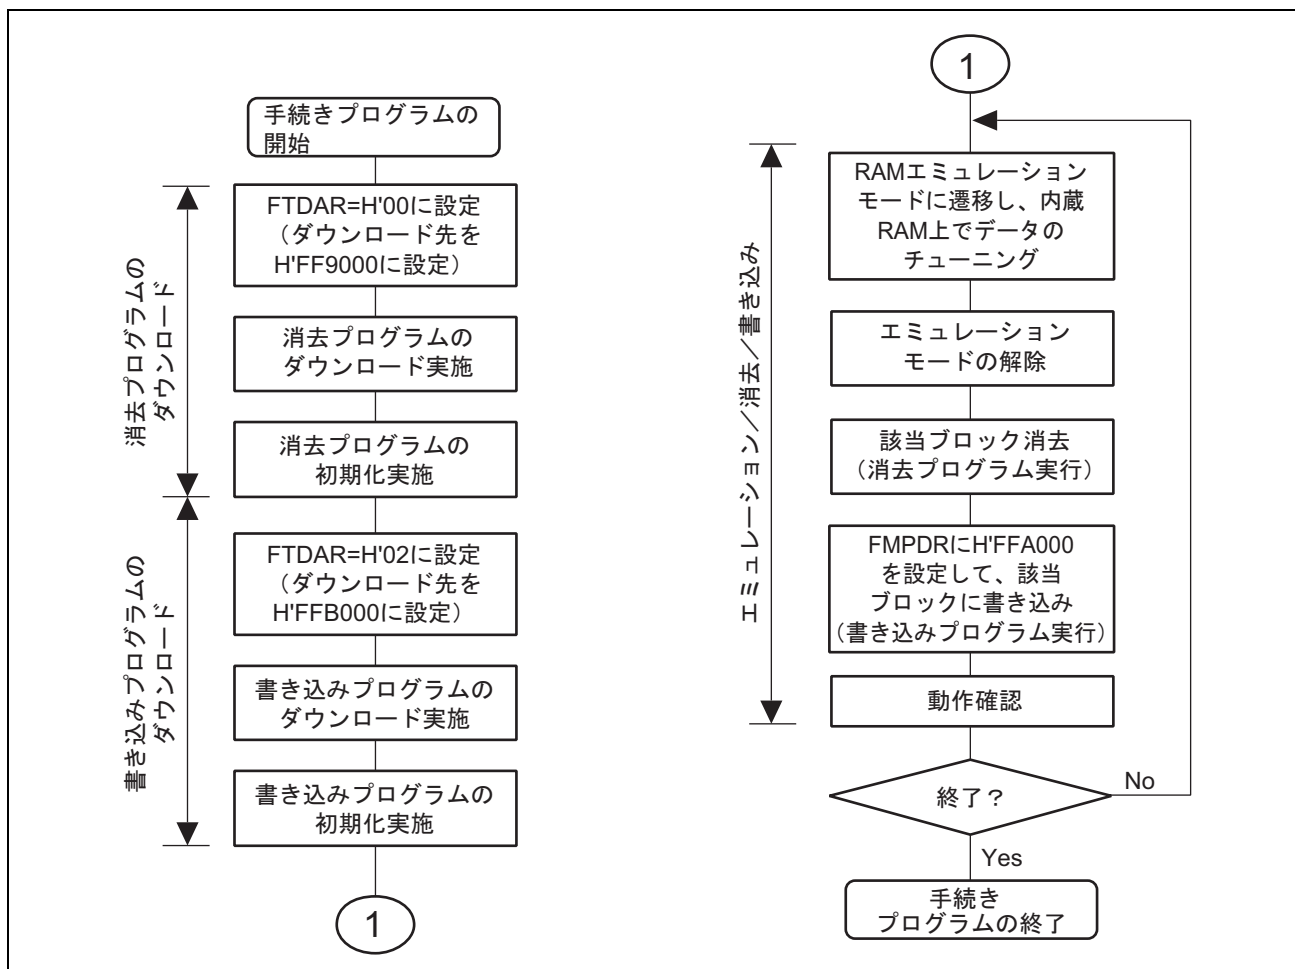 手続きプログラムの
開始
消去プログラムの
ダウンロード
FTDAR=H'00に設定
（ダウンロード先を
H'FF9000に設定）
消去プログラムの
ダウンロード実施
消去プログラムの
初期化実施
書き込みプログラムの
ダウンロード
FTDAR=H'02に設定
（ダウンロード先を
H'FFB000に設定）
書き込みプログラムの
ダウンロード実施
書き込みプログラムの
初期化実施
1
1
エミュレーション／消去／書き込み
RAMエミュレーション
モードに遷移し、内蔵
RAM上でデータの
チューニング
エミュレーション
モードの解除
該当ブロック消去
（消去プログラム実行）
FMPDRにH'FFA000
を設定して、該当
ブロックに書き込み
（書き込みプログラム実行）
動作確認
終了？
No
Yes
手続き
プログラムの終了